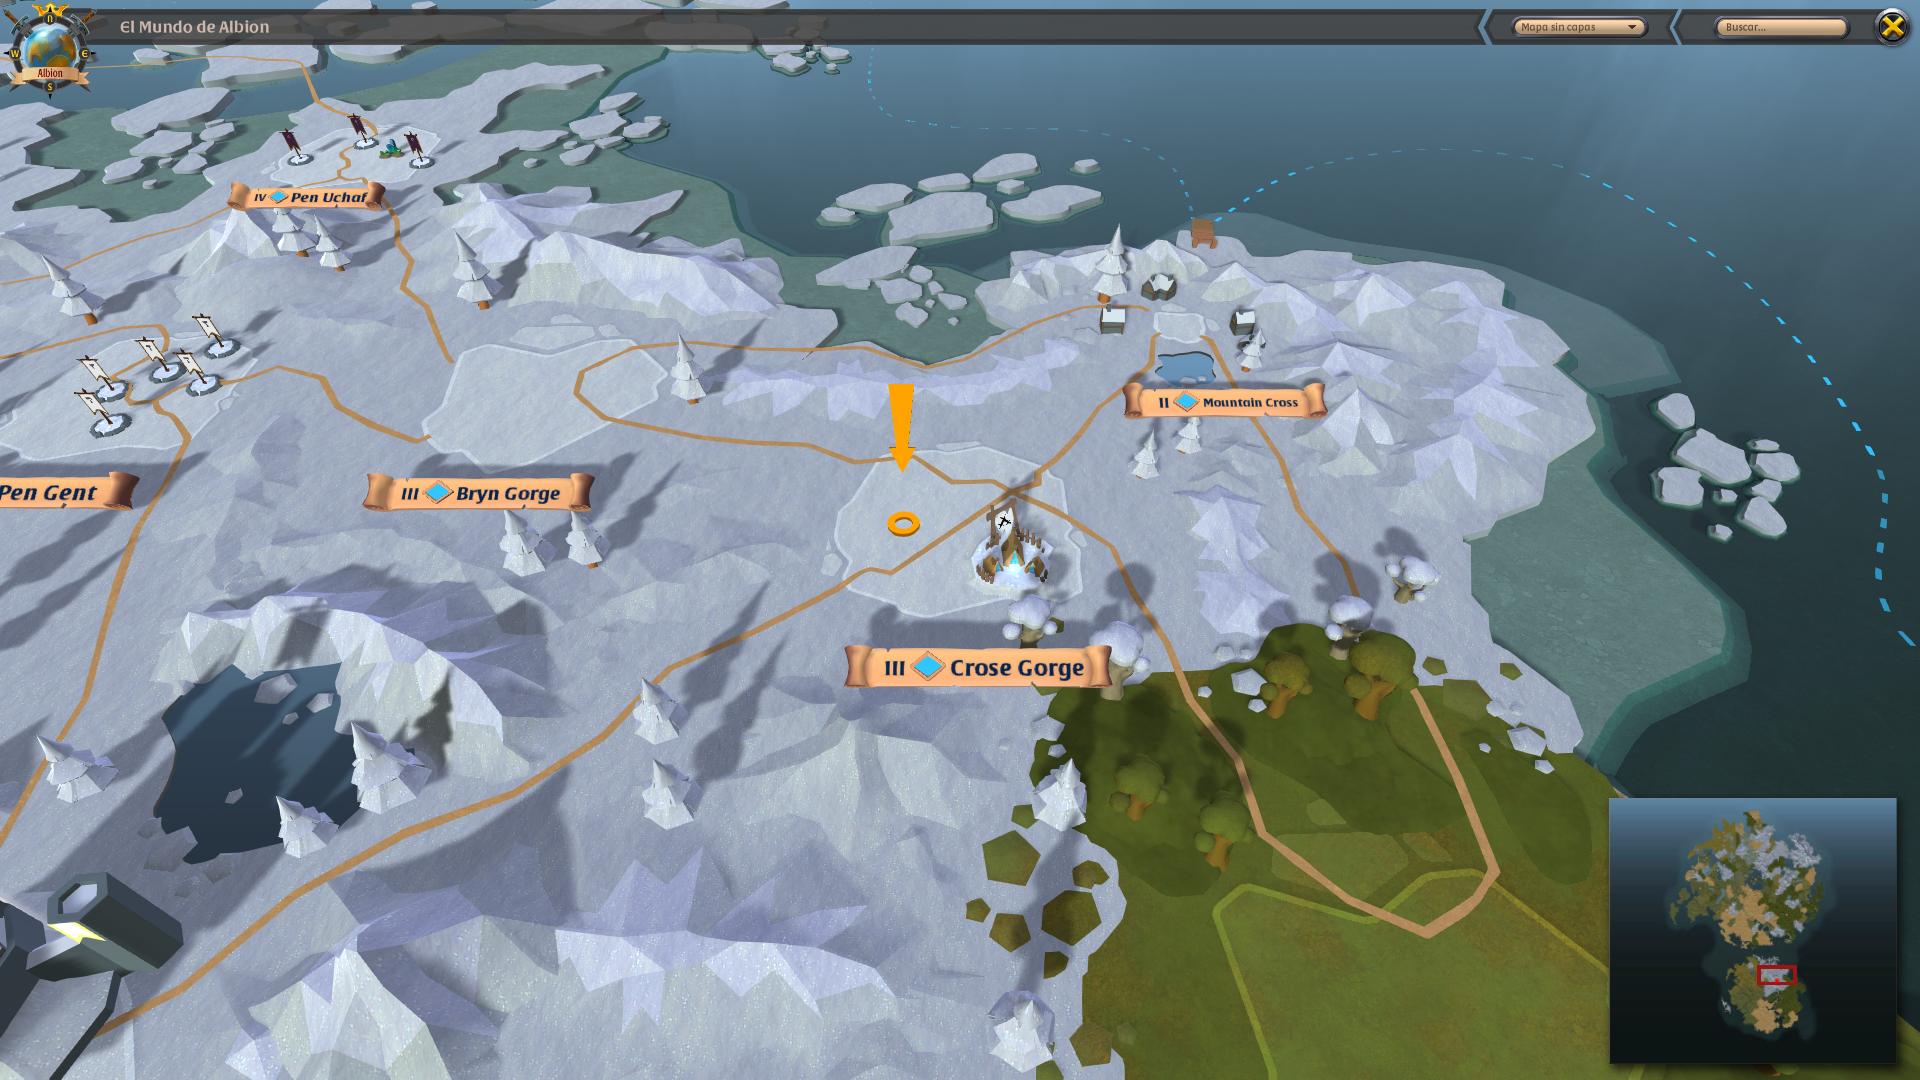 El Mundo de Albion
Mapa sin capas
Buscar...
N
W
E
Albion
S
IV Pen Uchaf
II Mountain Cross
Pen Gent
III Bryn Gorge
III Crose Gorge